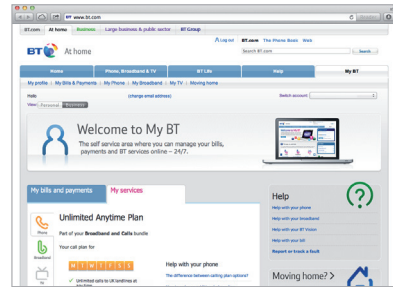 www.bt.com
BT.com At home Business Large business & public sector BT Group
Log out BT.com The Phone Book Web
BT At home
Search BT.com Search
Home Phone, Broadband & TV BT Life Help My BT
My profile My Bills & Payments My Phone My Broadband My TV Moving home
Hello (change email address) Switch account
View: Personal
Welcome to My BT
The self service area where you can manage your bills,
payments and BT services online – 24/7.
My bills and payments My services
Help
Help with your phone
Help with your broadband
Help with your BT Vision
Help with your bill
Report or track a fault
Phone
Broadband
TV
Unlimited Anytime Plan
Part of your Broadband and Calls bundle
Your call plan for
M T W T F S S
Unlimited calls to UK landlines at
Help with your phone
The difference between calling plan options?
Moving home? >